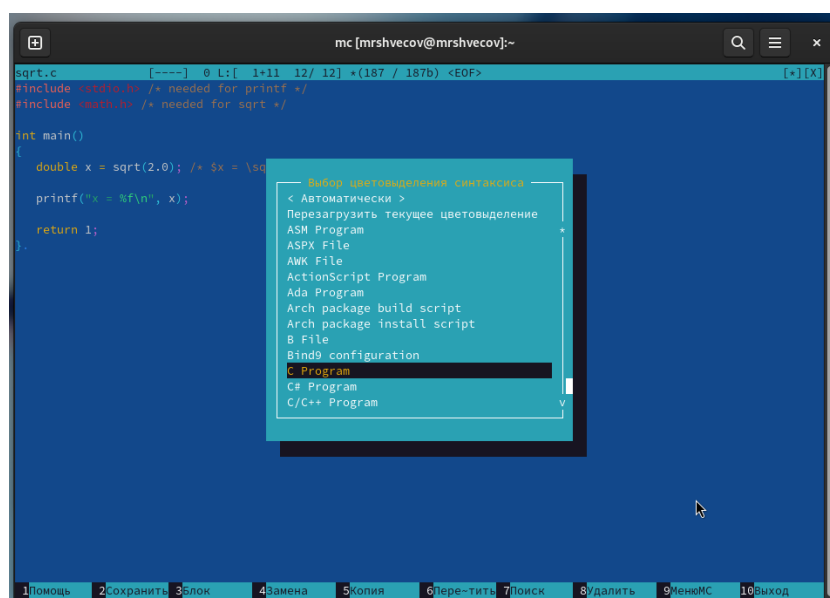 mc [mrshvecov@mrshvecov]:~
sqrt.c [----] 0 L:[ 1+11 12/ 12] *(187 / 187b) <EOF> [*][X]
#include <stdio.h> /* needed for printf */
#include <math.h> /* needed for sqrt */
int main()
{
double x = sqrt(2.0); /* $x = \sq
printf("x = %f\n", x);
return 1;
}.
Выбор цветовыделения синтаксиса
< Автоматически >
Перезагрузить текущее цветовыделение
ASM Program
ASPX File
AWK File
ActionScript Program
Ada Program
Arch package build script
Arch package install script
B File
Bind9 configuration
C Program
C# Program
C/C++ Program
1Помощь 2Сохранить 3Блок 4Замена 5Копия 6Пере~тить 7Поиск 8Удалить 9МенюMC 10Выход